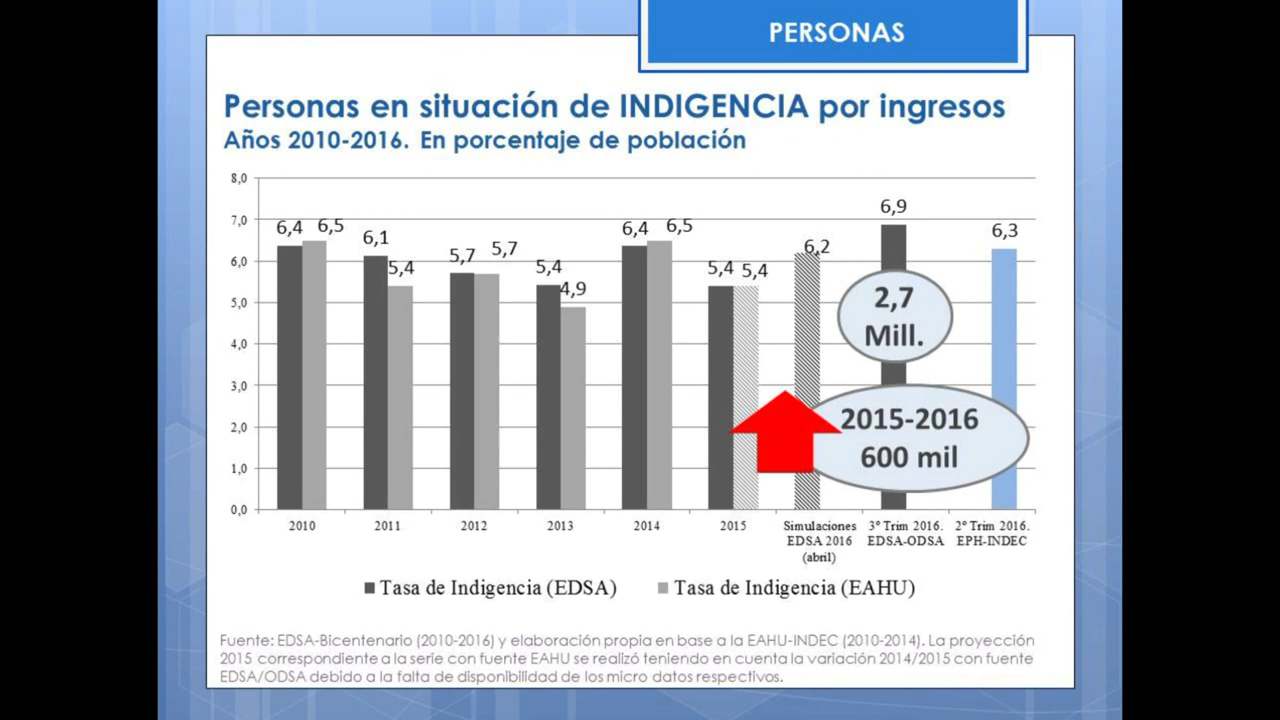 PERSONAS
Personas en situación de INDIGENCIA por ingresos
Años 2010-2016. En porcentaje de población
8,0
7,0
6,0
5,0
4,0
3,0
2,0
1,0
0,0
6,4 6,5
6,1
5,4
5,7 5,7
5,4
4,9
6,4 6,5
5,4 5,4
6,2
6,9
6,3
2,7
Mill.
2015-2016
600 mil
2010 2011 2012 2013 2014 2015
Simulaciones
EDSA 2016
(abril)
3º Trim 2016.
EDSA-ODSA
2º Trim 2016.
EPH-INDEC
Tasa de Indigencia (EDSA) Tasa de Indigencia (EAHU)
Fuente: EDSA-Bicentenario (2010-2016) y elaboración propia en base a la EAHU-INDEC (2010-2014). La proyección
2015 correspondiente a la serie con fuente EAHU se realizó teniendo en cuenta la variación 2014/2015 con fuente
EDSA/ODSA debido a la falta de disponibilidad de los micro datos respectivos.